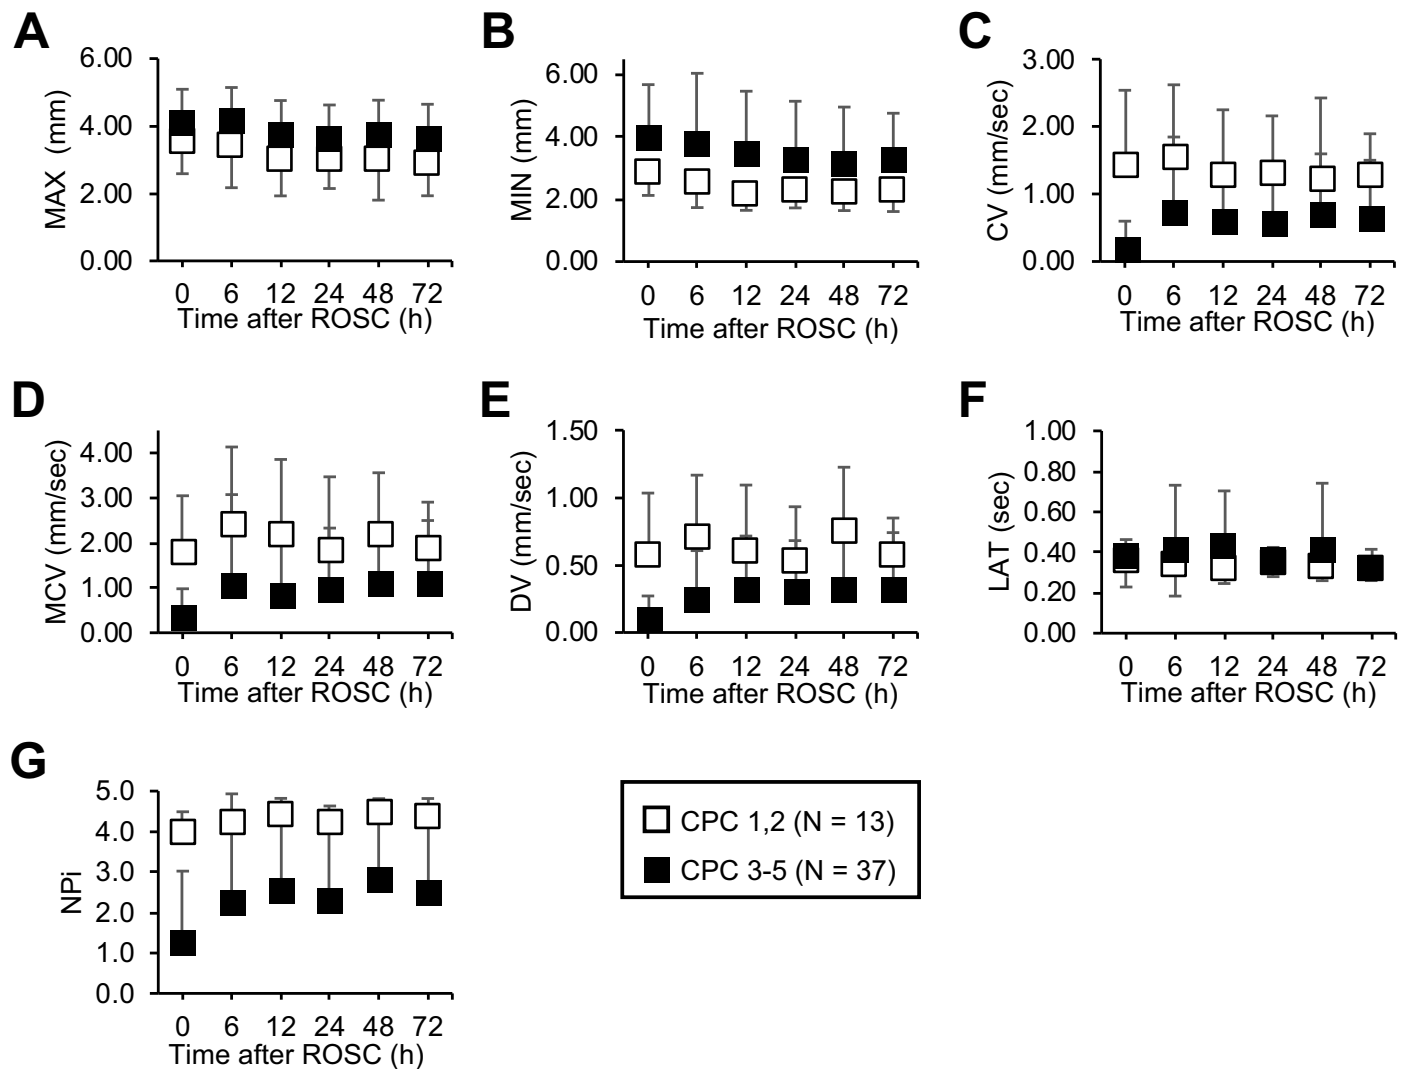 A
MAX (mm)
6.00
4.00
2.00
0.00
0 6 12 24 48 72
Time after ROSC (h)
B
MIN (mm)
6.00
4.00
2.00
0.00
0 6 12 24 48 72
Time after ROSC (h)
C
CV (mm/sec)
3.00
2.00
1.00
0.00
0 6 12 24 48 72
Time after ROSC (h)
D
MCV (mm/sec)
4.00
3.00
2.00
1.00
0.00
0 6 12 24 48 72
Time after ROSC (h)
E
DV (mm/sec)
1.50
1.00
0.50
0.00
0 6 12 24 48 72
Time after ROSC (h)
F
LAT (sec)
1.00
0.80
0.60
0.40
0.20
0.00
0 6 12 24 48 72
Time after ROSC (h)
G
NPi
5.0
4.0
3.0
2.0
1.0
0.0
0 6 12 24 48 72
Time after ROSC (h)
CPC 1,2 (N = 13)
CPC 3-5 (N = 37)